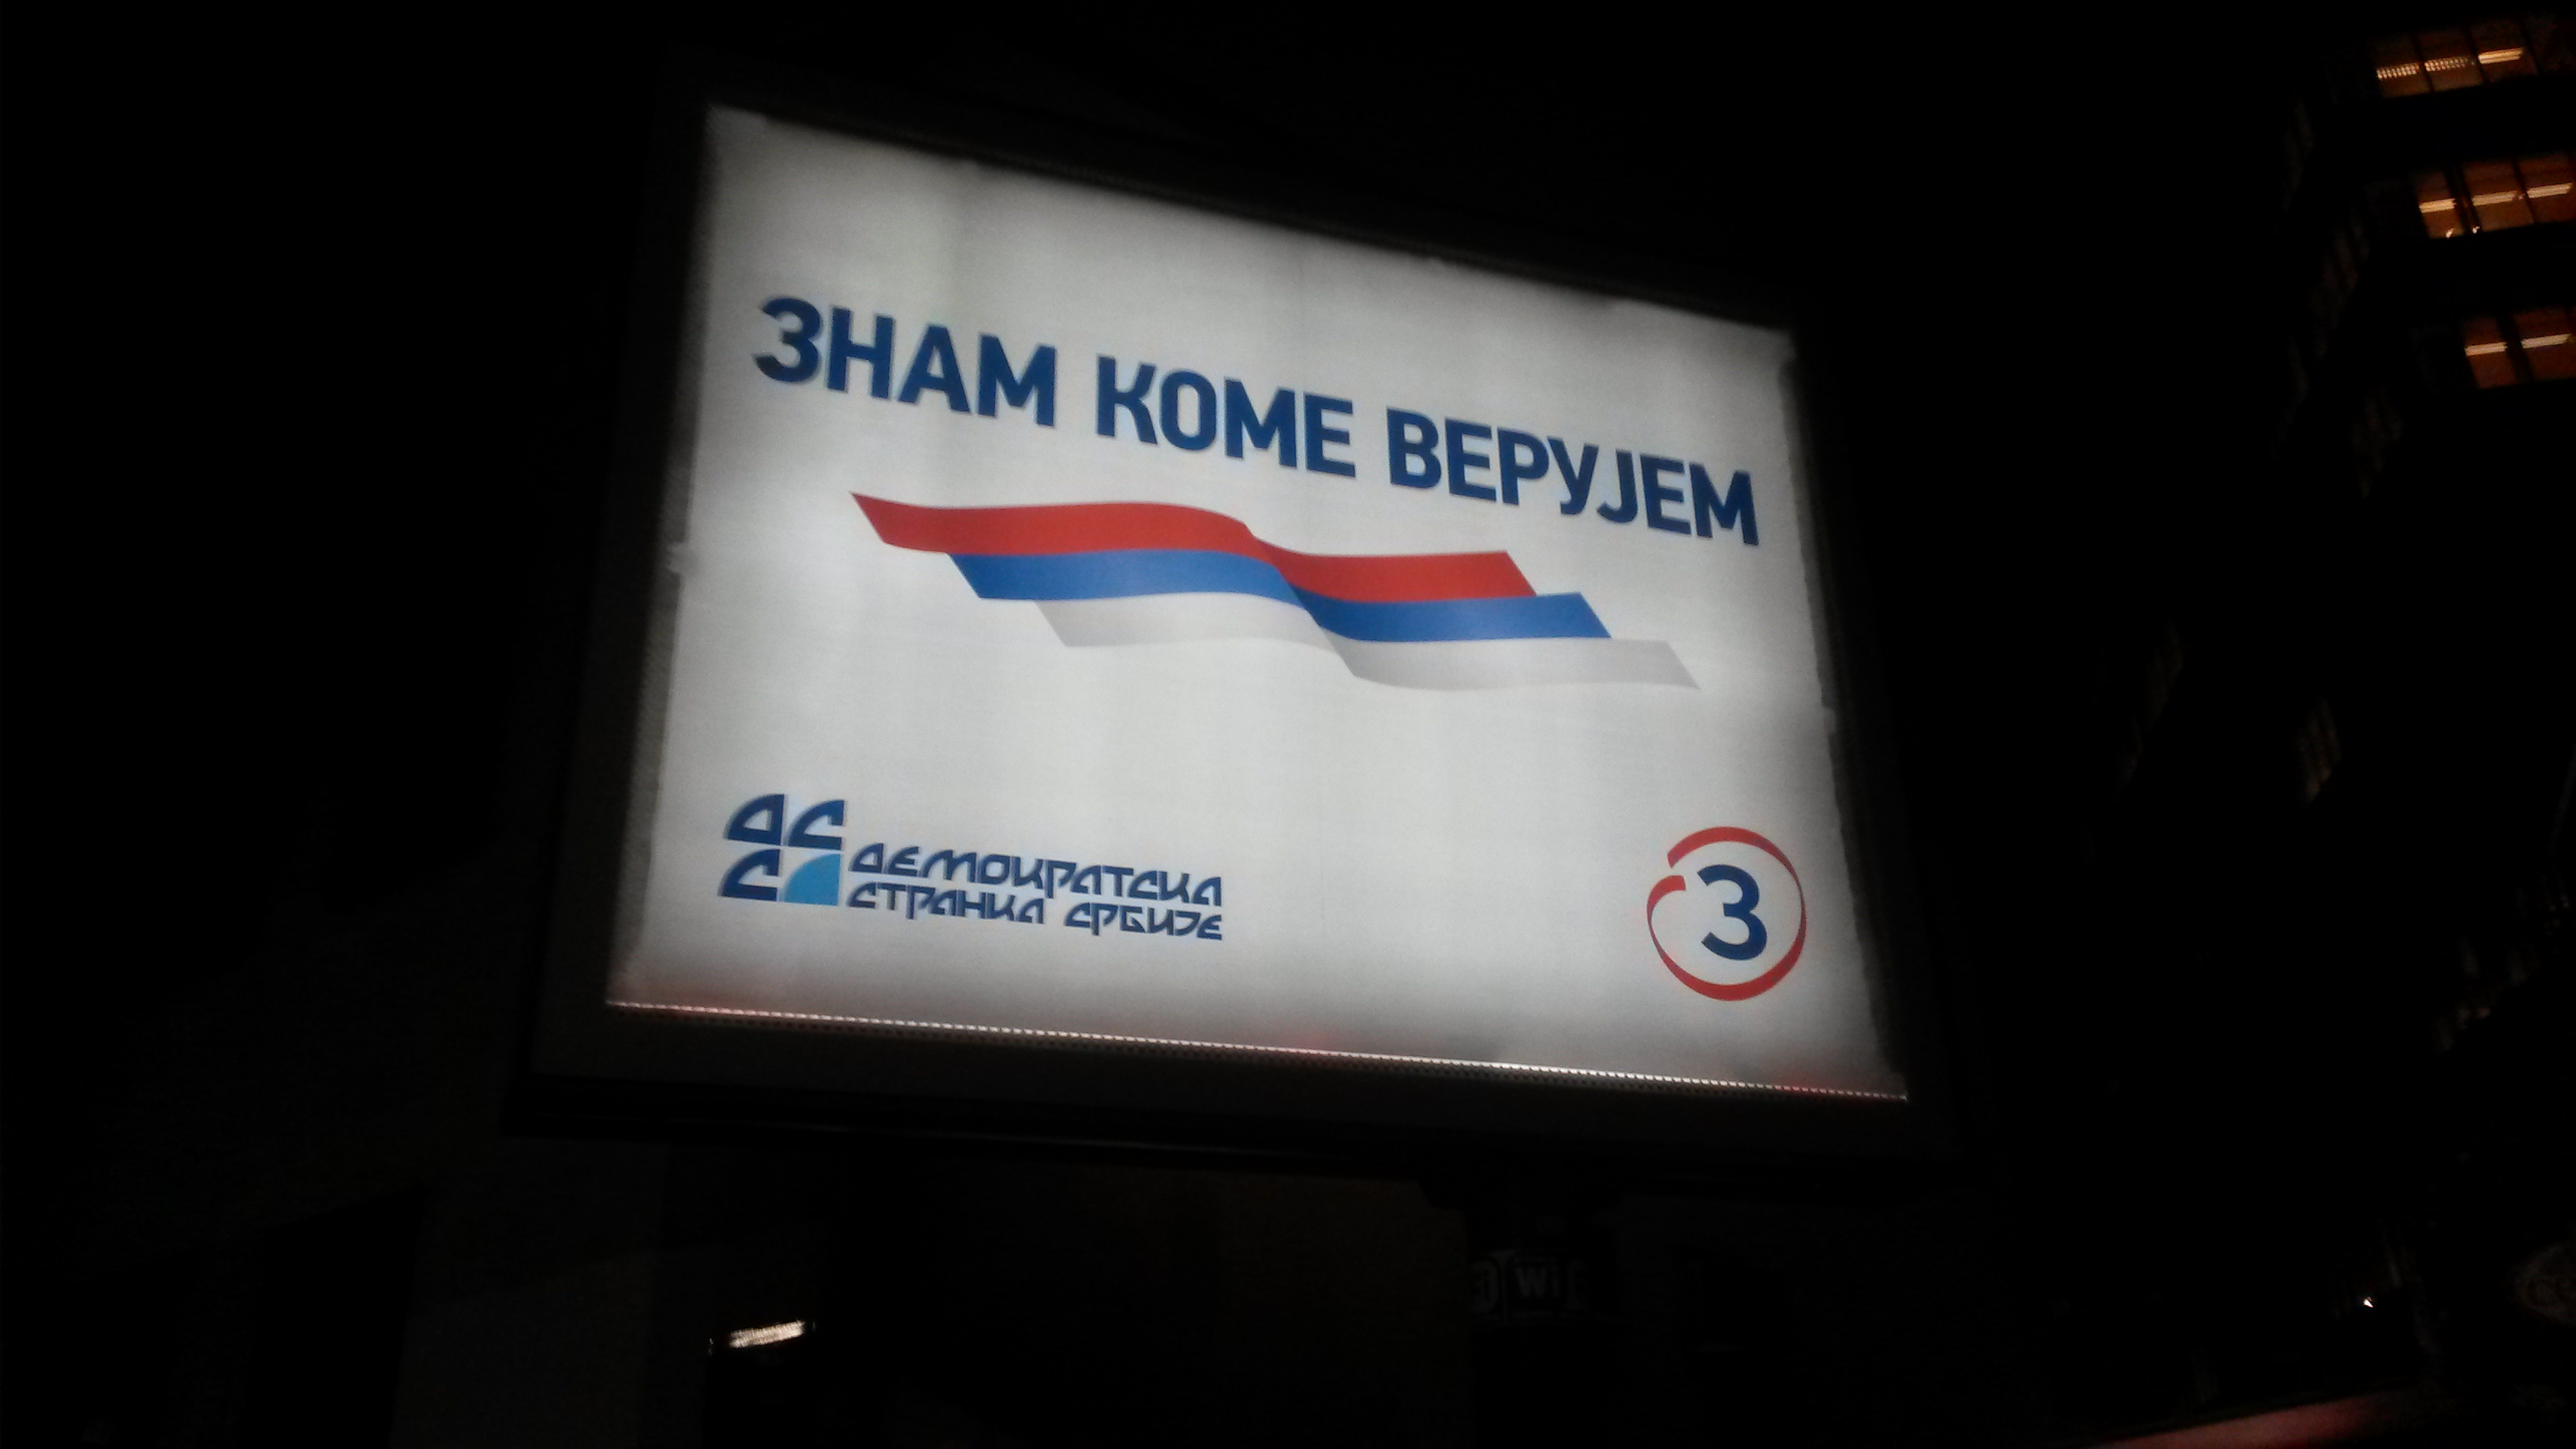 ЗНАМ КОМЕ ВЕРУЈЕМ
ДС
С
ДЕМОКРАТСКА
СТРАНКА СРБИЈЕ
3